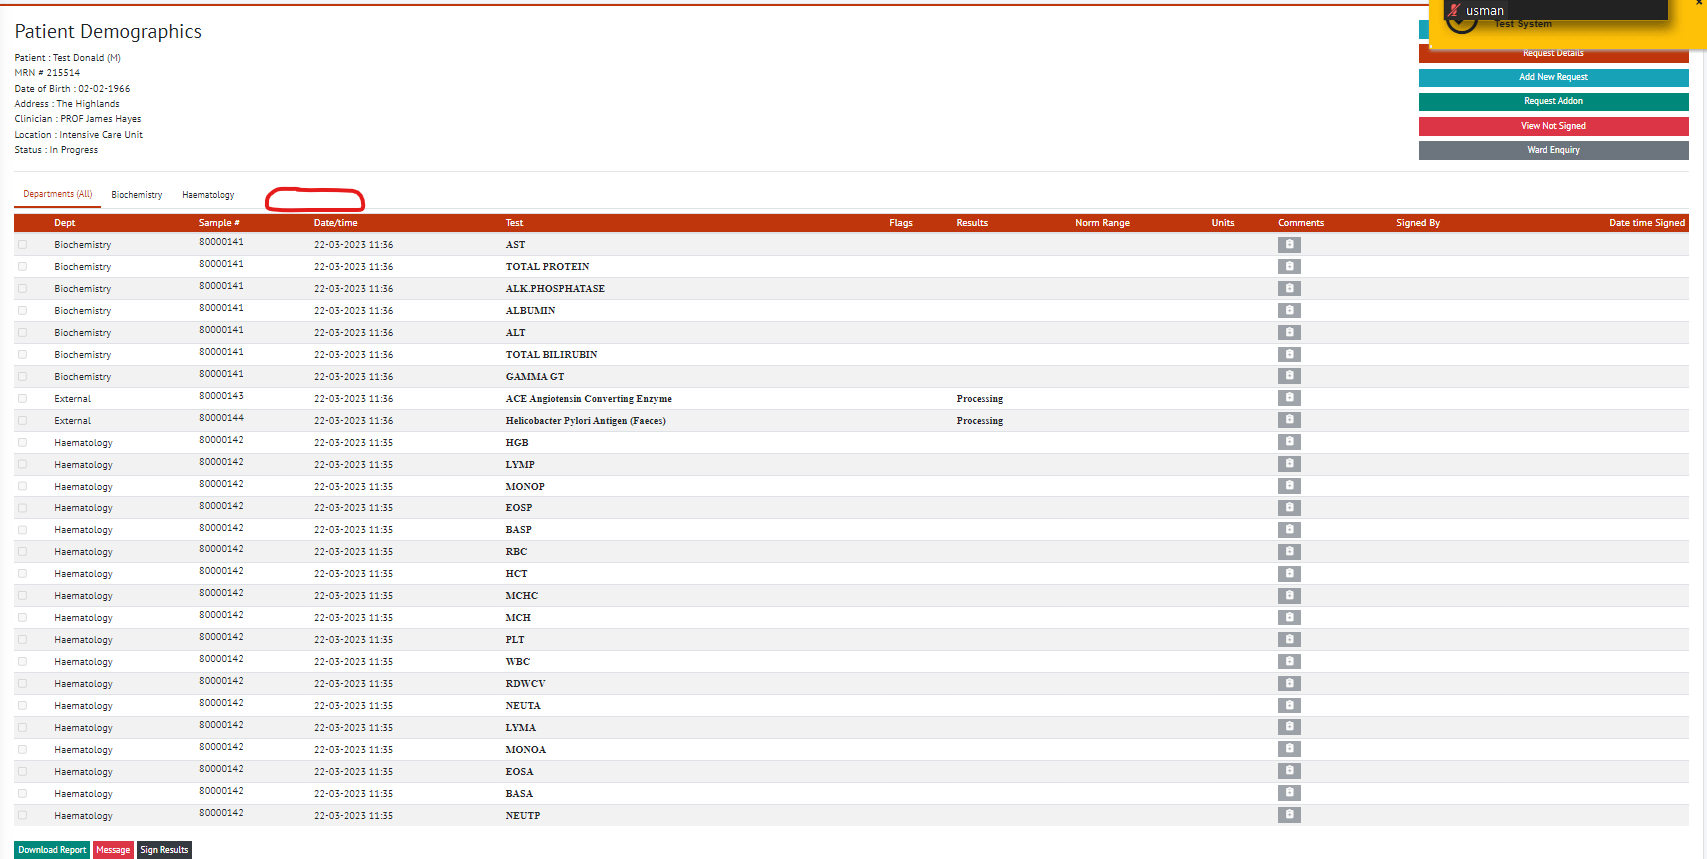 usman
Test System
Patient Demographics
Patient : Test Donald (M)
MRN # 215514
Date of Birth : 02-02-1966
Address : The Highlands
Clinician : PROF James Hayes
Location : Intensive Care Unit
Status : In Progress
Request Details
Add New Request
Request Addon
View Not Signed
Ward Enquiry
Departments (All) Biochemistry Haematology
Dept Sample # Date/time Test Flags Results Norm Range Units Comments Signed By Date time Signed
Biochemistry 80000141 22-03-2023 11:36 AST
Biochemistry 80000141 22-03-2023 11:36 TOTAL PROTEIN
Biochemistry 80000141 22-03-2023 11:36 ALK.PHOSPHATASE
Biochemistry 80000141 22-03-2023 11:36 ALBUMIN
Biochemistry 80000141 22-03-2023 11:36 ALT
Biochemistry 80000141 22-03-2023 11:36 TOTAL BILIRUBIN
Biochemistry 80000141 22-03-2023 11:36 GAMMA GT
External 80000143 22-03-2023 11:36 ACE Angiotensin Converting Enzyme Processing
External 80000144 22-03-2023 11:36 Helicobacter Pylori Antigen (Faeces) Processing
Haematology 80000142 22-03-2023 11:35 HGB
Haematology 80000142 22-03-2023 11:35 LYMP
Haematology 80000142 22-03-2023 11:35 MONOP
Haematology 80000142 22-03-2023 11:35 EOSP
Haematology 80000142 22-03-2023 11:35 BASP
Haematology 80000142 22-03-2023 11:35 RBC
Haematology 80000142 22-03-2023 11:35 HCT
Haematology 80000142 22-03-2023 11:35 MCHC
Haematology 80000142 22-03-2023 11:35 MCH
Haematology 80000142 22-03-2023 11:35 PLT
Haematology 80000142 22-03-2023 11:35 WBC
Haematology 80000142 22-03-2023 11:35 RDWCV
Haematology 80000142 22-03-2023 11:35 NEUTA
Haematology 80000142 22-03-2023 11:35 LYMA
Haematology 80000142 22-03-2023 11:35 MONOA
Haematology 80000142 22-03-2023 11:35 EOSA
Haematology 80000142 22-03-2023 11:35 BASA
Haematology 80000142 22-03-2023 11:35 NEUTP
Download Report Message Sign Results